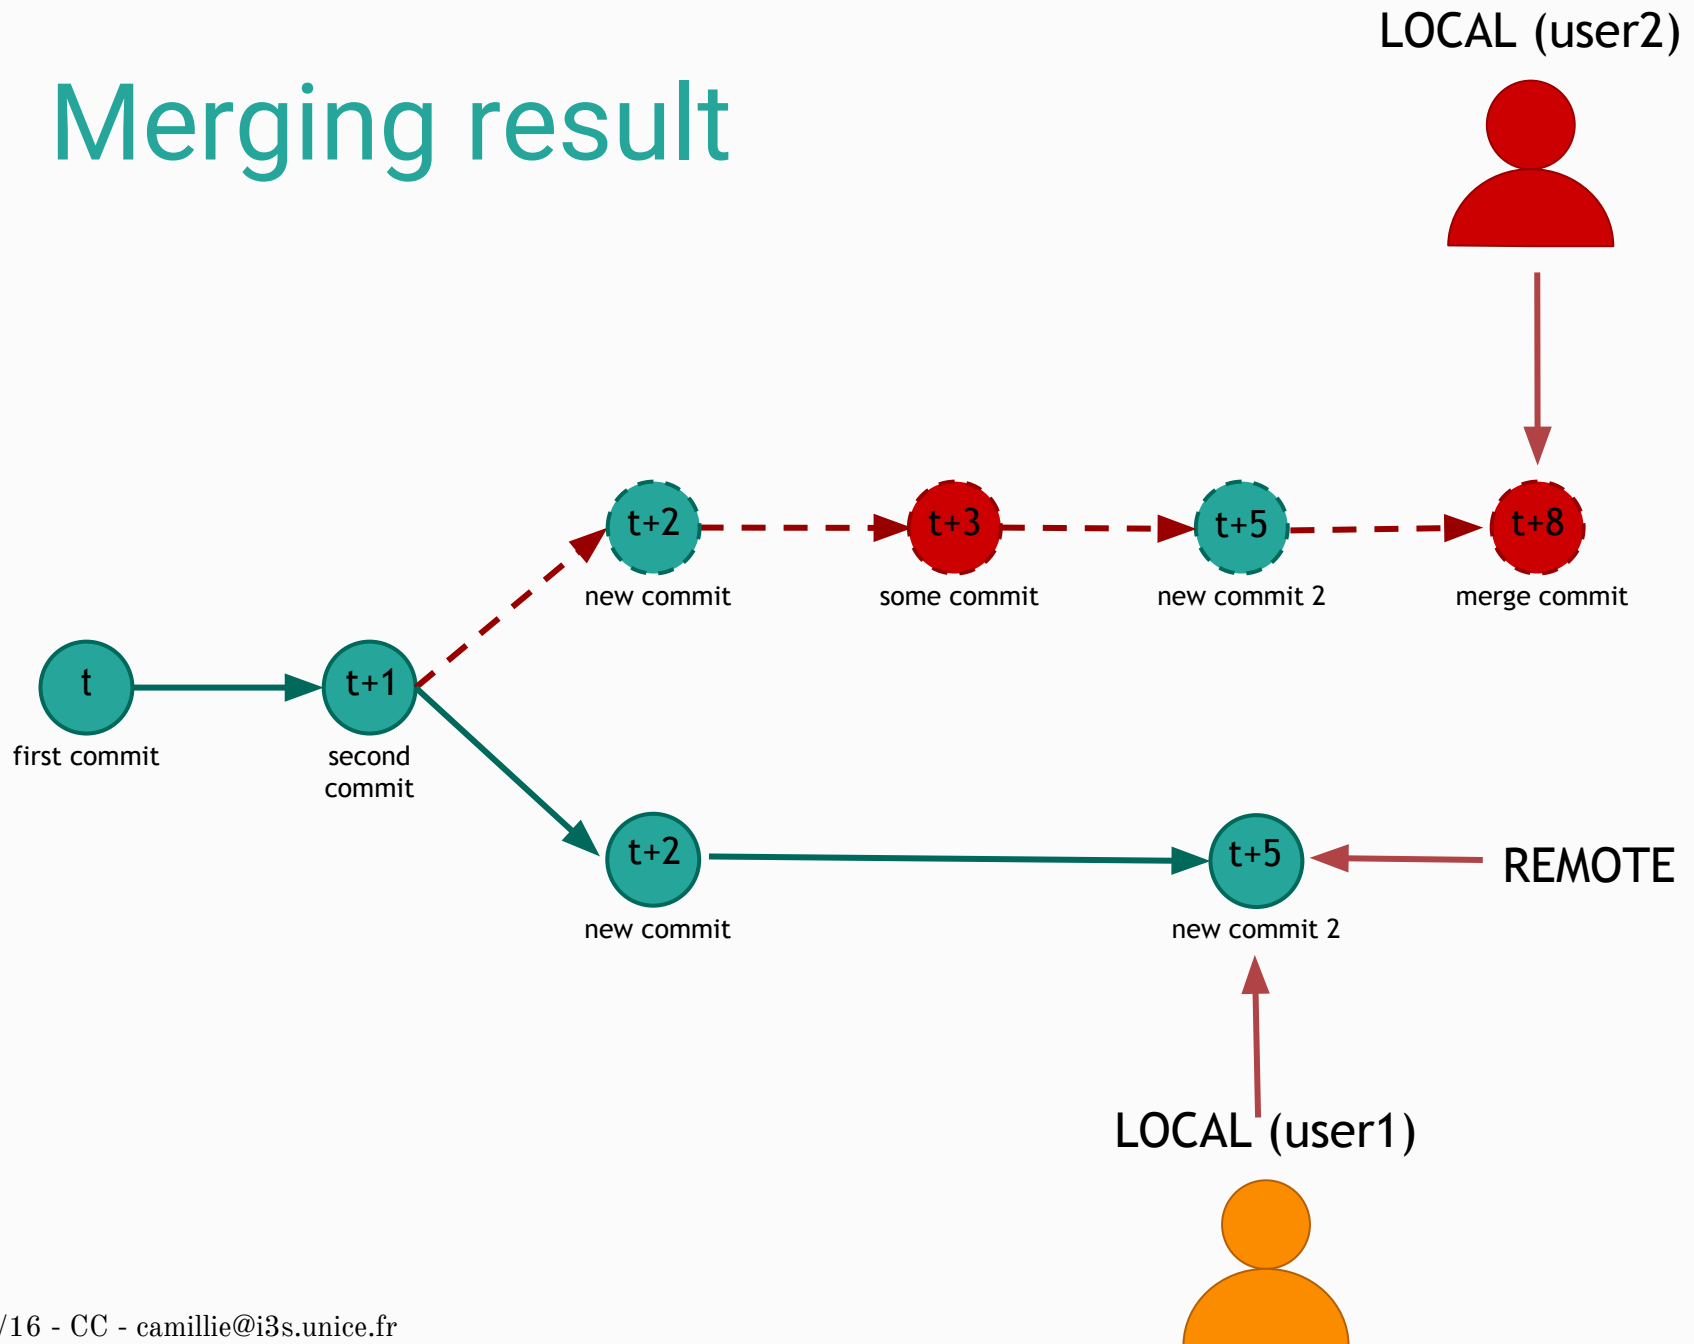 LOCAL (user2)
Merging result
t+2
t+3
t+5
t+8
new commit
some commit
new commit 2
merge commit
t
t+1
first commit
second
commit
t+2
t+5
REMOTE
new commit
new commit 2
LOCAL (user1)
/16 - CC - camillie@i3s.unice.fr